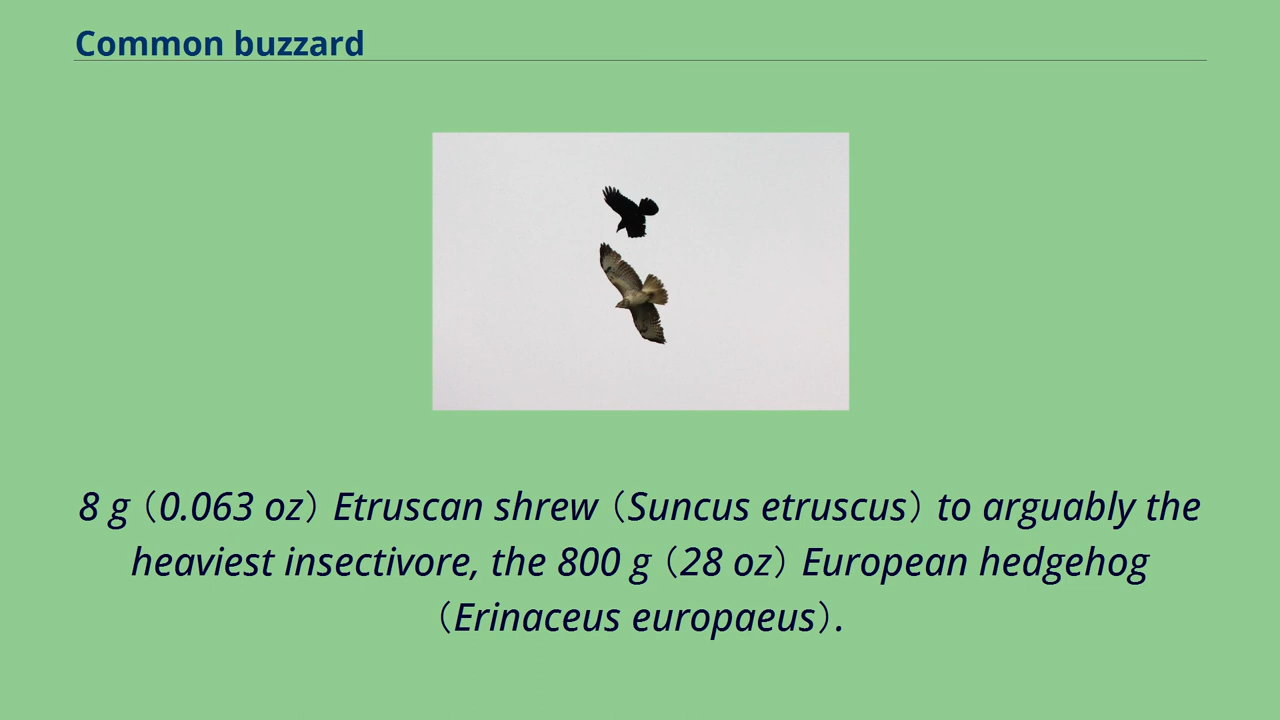 Common buzzard
8 g（0.063 oz）Etruscan shrew（Suncus etruscus）to arguably the
heaviest insectivore, the 800 g（28 oz）European hedgehog
（Erinaceus europaeus）.